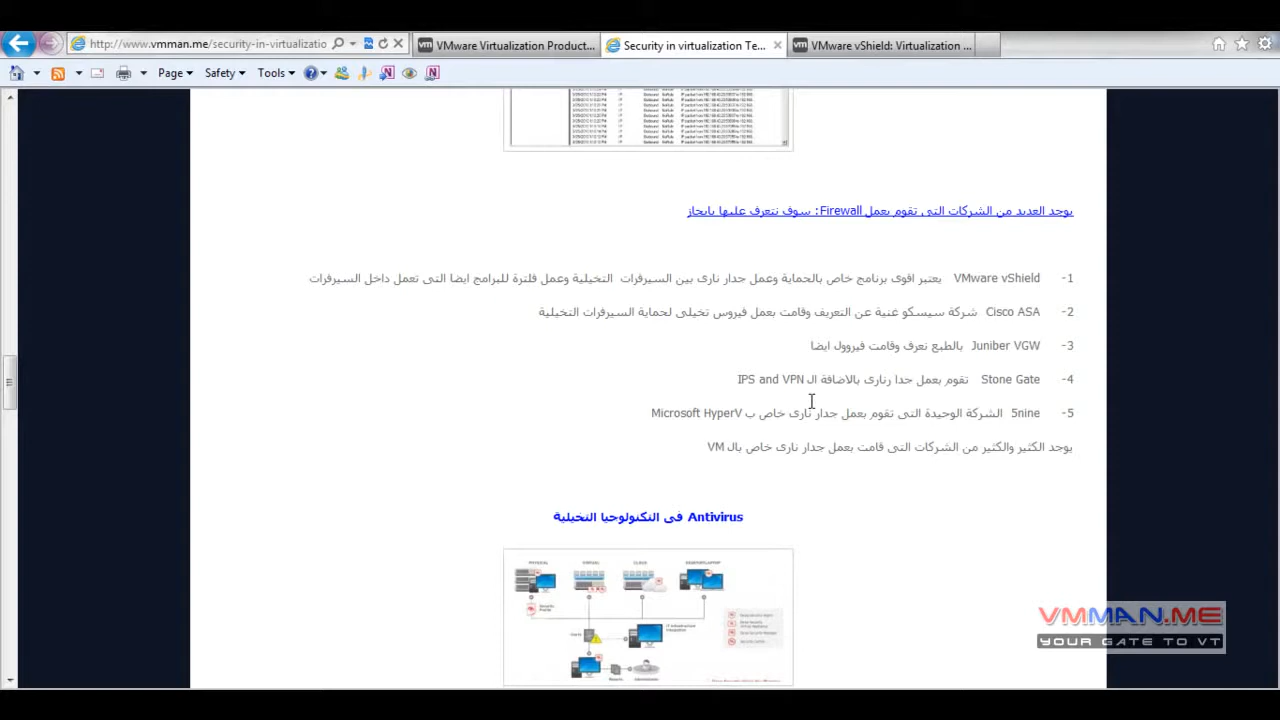 http://www.vmman.me/security-in-virtualizatio
VMware Virtualization Product...
Security in virtualization Te...
VMware vShield: Virtualization ...
Page
Safety
Tools
يوجد العديد من الشركات التى تقوم بعمل Firewall: سوف نتعرف عليها بايجاز
1- VMware vShield يعتبر اقوى برنامج خاص بالحماية وعمل جدار نارى بين السيرفرات التخيلية وعمل فلترة للبرامج ايضا التى تعمل داخل السيرفرات
2- Cisco ASA شركة سيسكو غنية عن التعريف وقامت بعمل فيروس تخيلى لحماية السيرفرات التخيلية
3- Juniber VGW بالطبع نعرف وقامت فيروول ايضا
4- Stone Gate تقوم بعمل جدا رنارى بالاضافة ال IPS and VPN
5- 5nine الشركة الوحيدة التى تقوم بعمل جدار نارى خاص ب Microsoft HyperV
يوجد الكثير والكثير من الشركات التى قامت بعمل جدار نارى خاص بال VM
Antivirus فى التكنولوجيا التخيلية
PHYSICAL
CLOUD
VMMAN.ME
YOUR GATE TO VT